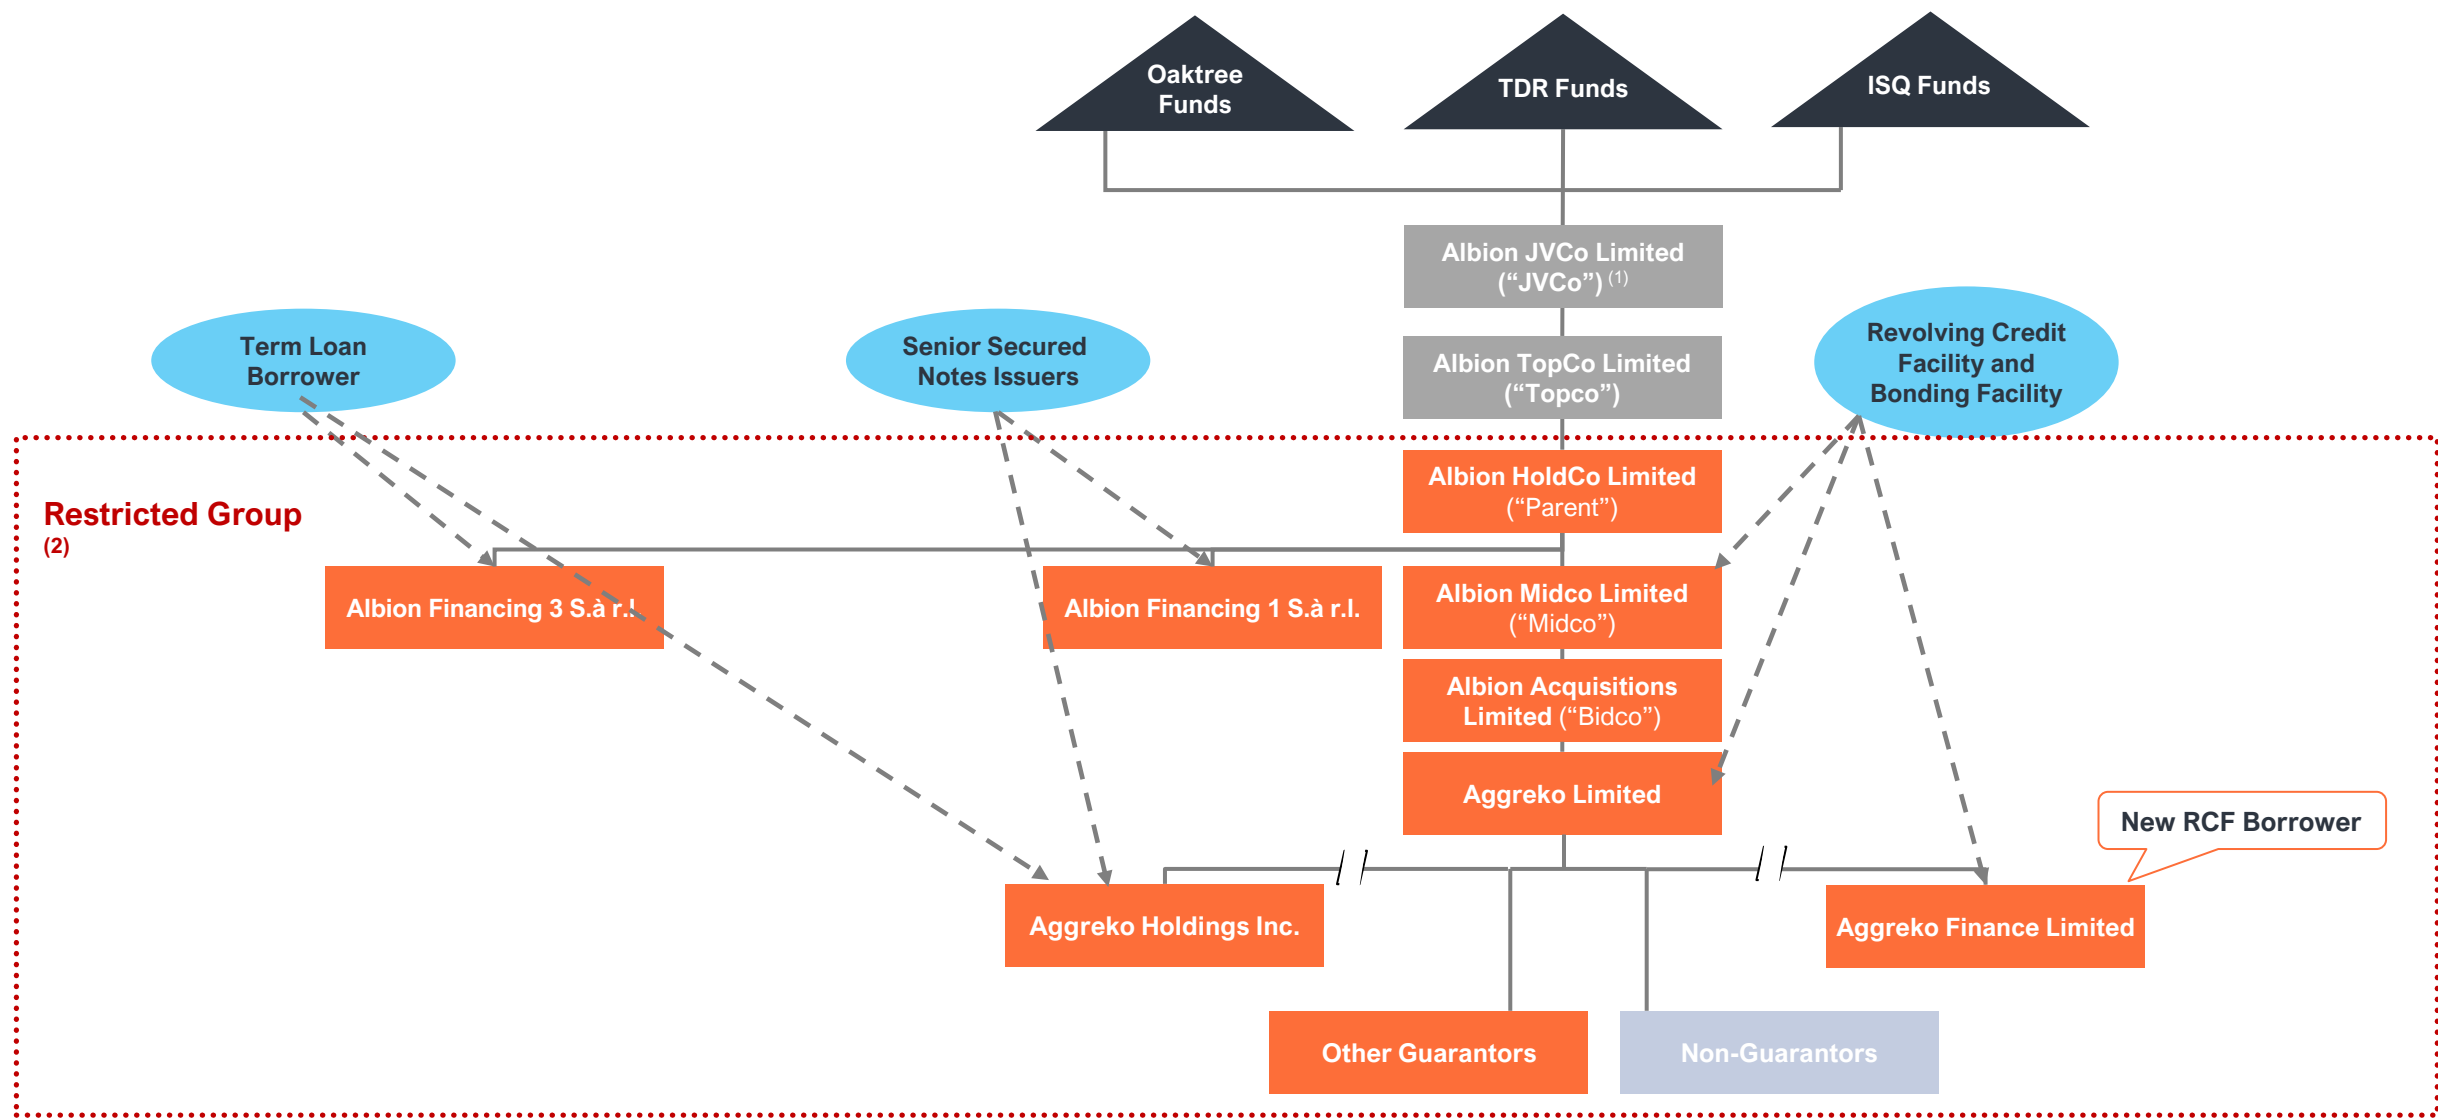 Oaktree
Funds
TDR Funds
ISQ Funds
Albion JVCo Limited
(“JVCo”) (1)
Term Loan
Borrower
Senior Secured
Notes Issuers
Albion TopCo Limited
(“Topco”)
Revolving Credit
Facility and
Bonding Facility
Restricted Group
(2)
Albion HoldCo Limited
(“Parent”)
Albion Financing 3 S.à r.l.
Albion Financing 1 S.à r.l.
Albion Midco Limited
(“Midco”)
Albion Acquisitions
Limited (“Bidco”)
Aggreko Limited
New RCF Borrower
Aggreko Holdings Inc.
Aggreko Finance Limited
Other Guarantors
Non-Guarantors